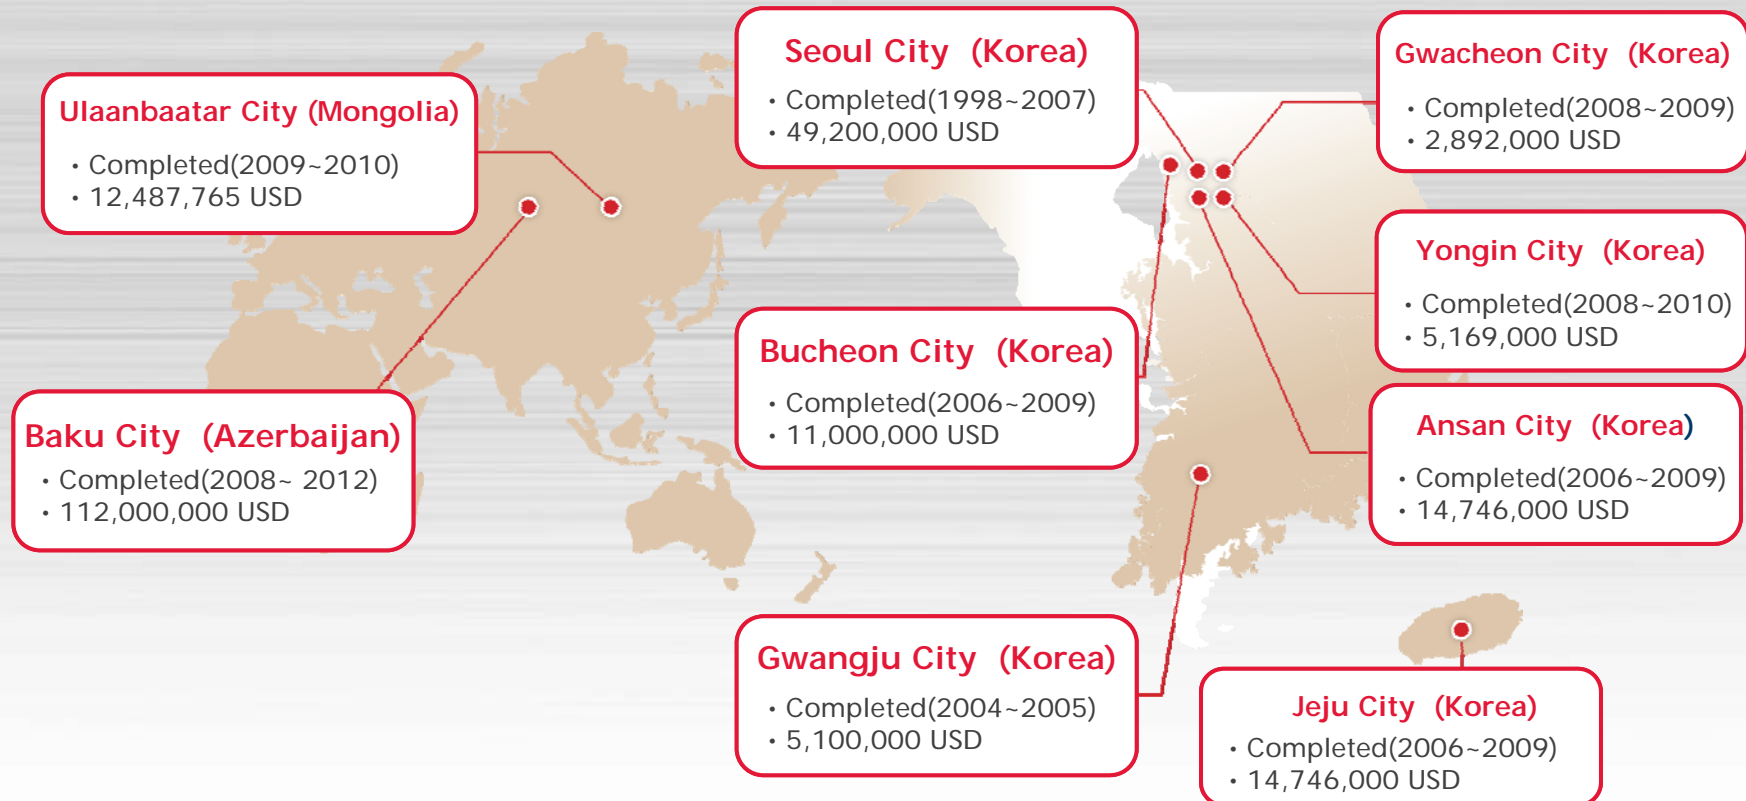 Seoul City (Korea)
• Completed(1998~2007)
• 49,200,000 USD
Gwacheon City (Korea)
• Completed(2008~2009)
• 2,892,000 USD
Ulaanbaatar City (Mongolia)
• Completed(2009~2010)
• 12,487,765 USD
Yongin City (Korea)
• Completed(2008~2010)
• 5,169,000 USD
Bucheon City (Korea)
• Completed(2006~2009)
• 11,000,000 USD
Baku City (Azerbaijan)
• Completed(2008~ 2012)
• 112,000,000 USD
Ansan City (Korea)
• Completed(2006~2009)
• 14,746,000 USD
Gwangju City (Korea)
• Completed(2004~2005)
• 5,100,000 USD
Jeju City (Korea)
• Completed(2006~2009)
• 14,746,000 USD